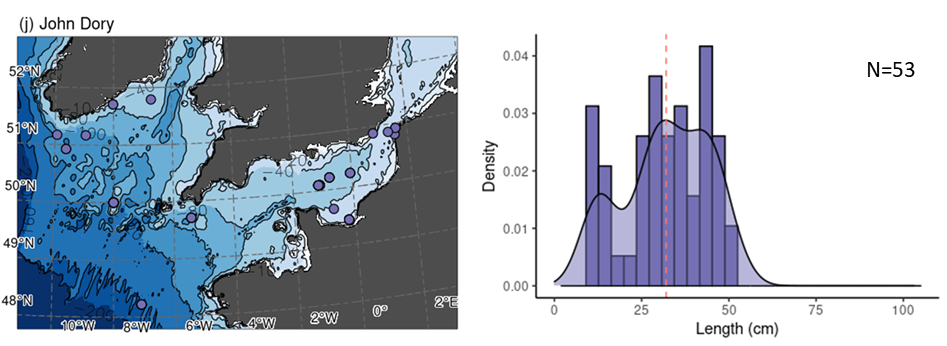 (j) John Dory
52°N
51°N
50°N
49°N
48°N
10°W 8°W 6°W 4°W 2°W 0° 2°E
N=53
Density
0.04
0.03
0.02
0.01
0.00
0 25 50 75 100
Length (cm)